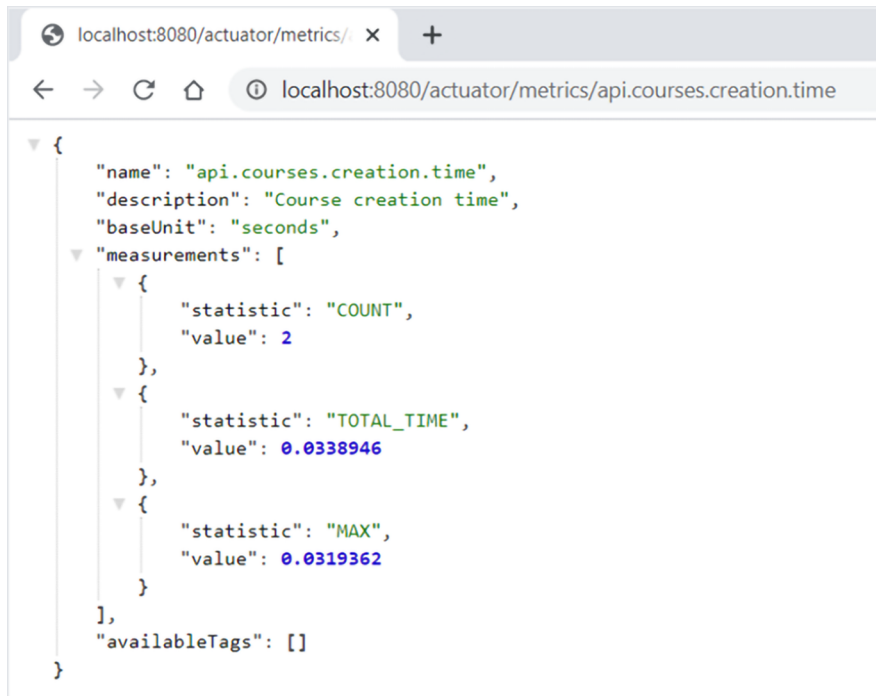 localhost:8080/actuator/metrics/
localhost:8080/actuator/metrics/api.courses.creation.time
{
"name": "api.courses.creation.time",
"description": "Course creation time",
"baseUnit": "seconds",
"measurements": [
{
"statistic": "COUNT",
"value": 2
},
{
"statistic": "TOTAL_TIME",
"value": 0.0338946
},
{
"statistic": "MAX",
"value": 0.0319362
}
],
"availableTags": []
}